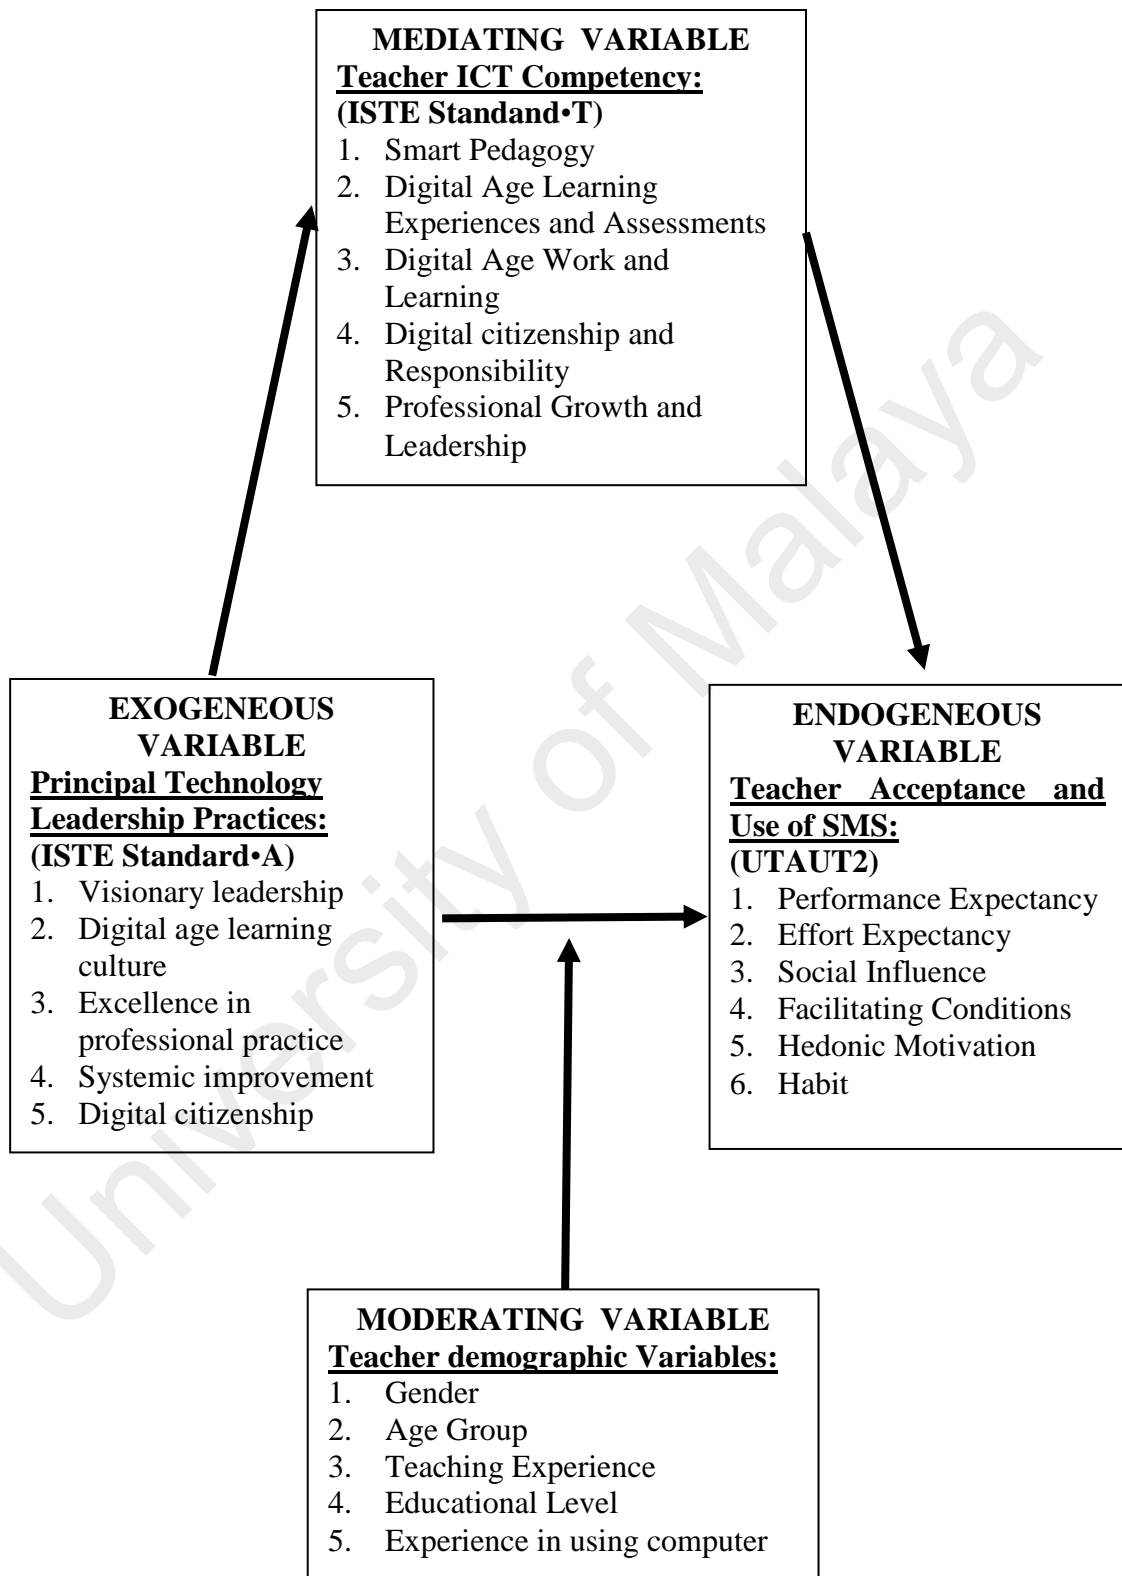 MEDIATING VARIABLE
Teacher ICT Competency:
(ISTE Standand•T)
1. Smart Pedagogy
2. Digital Age Learning
Experiences and Assessments
3. Digital Age Work and
Learning
4. Digital citizenship and
Responsibility
5. Professional Growth and
Leadership
EXOGENEOUS
VARIABLE
Principal Technology
Leadership Practices:
(ISTE Standard•A)
1. Visionary leadership
2. Digital age learning
culture
3. Excellence in
professional practice
4. Systemic improvement
5. Digital citizenship
ENDOGENEOUS
VARIABLE
Teacher Acceptance and
Use of SMS:
(UTAUT2)
1. Performance Expectancy
2. Effort Expectancy
3. Social Influence
4. Facilitating Conditions
5. Hedonic Motivation
6. Habit
MODERATING VARIABLE
Teacher demographic Variables:
1. Gender
2. Age Group
3. Teaching Experience
4. Educational Level
5. Experience in using computer
University of Malaya